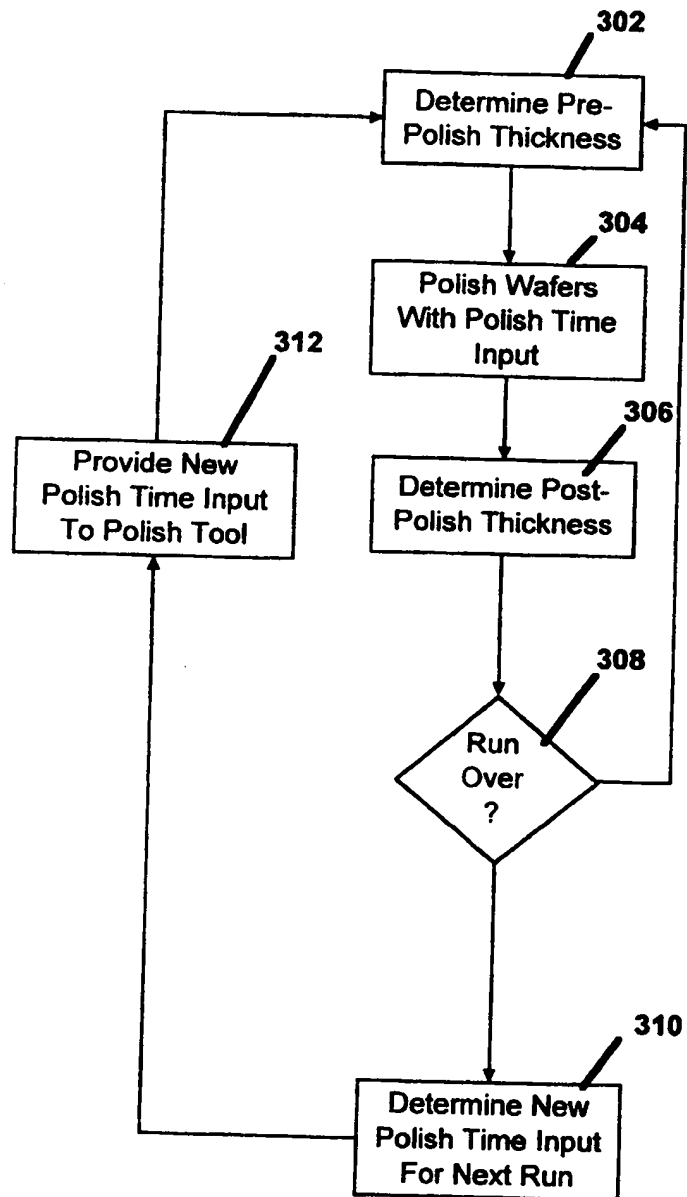 302
Determine Pre-
Polish Thickness
304
Polish Wafers
With Polish Time
Input
312
Provide New
Polish Time Input
To Polish Tool
306
Determine Post-
Polish Thickness
308
Run
Over
?
310
Determine New
Polish Time Input
For Next Run